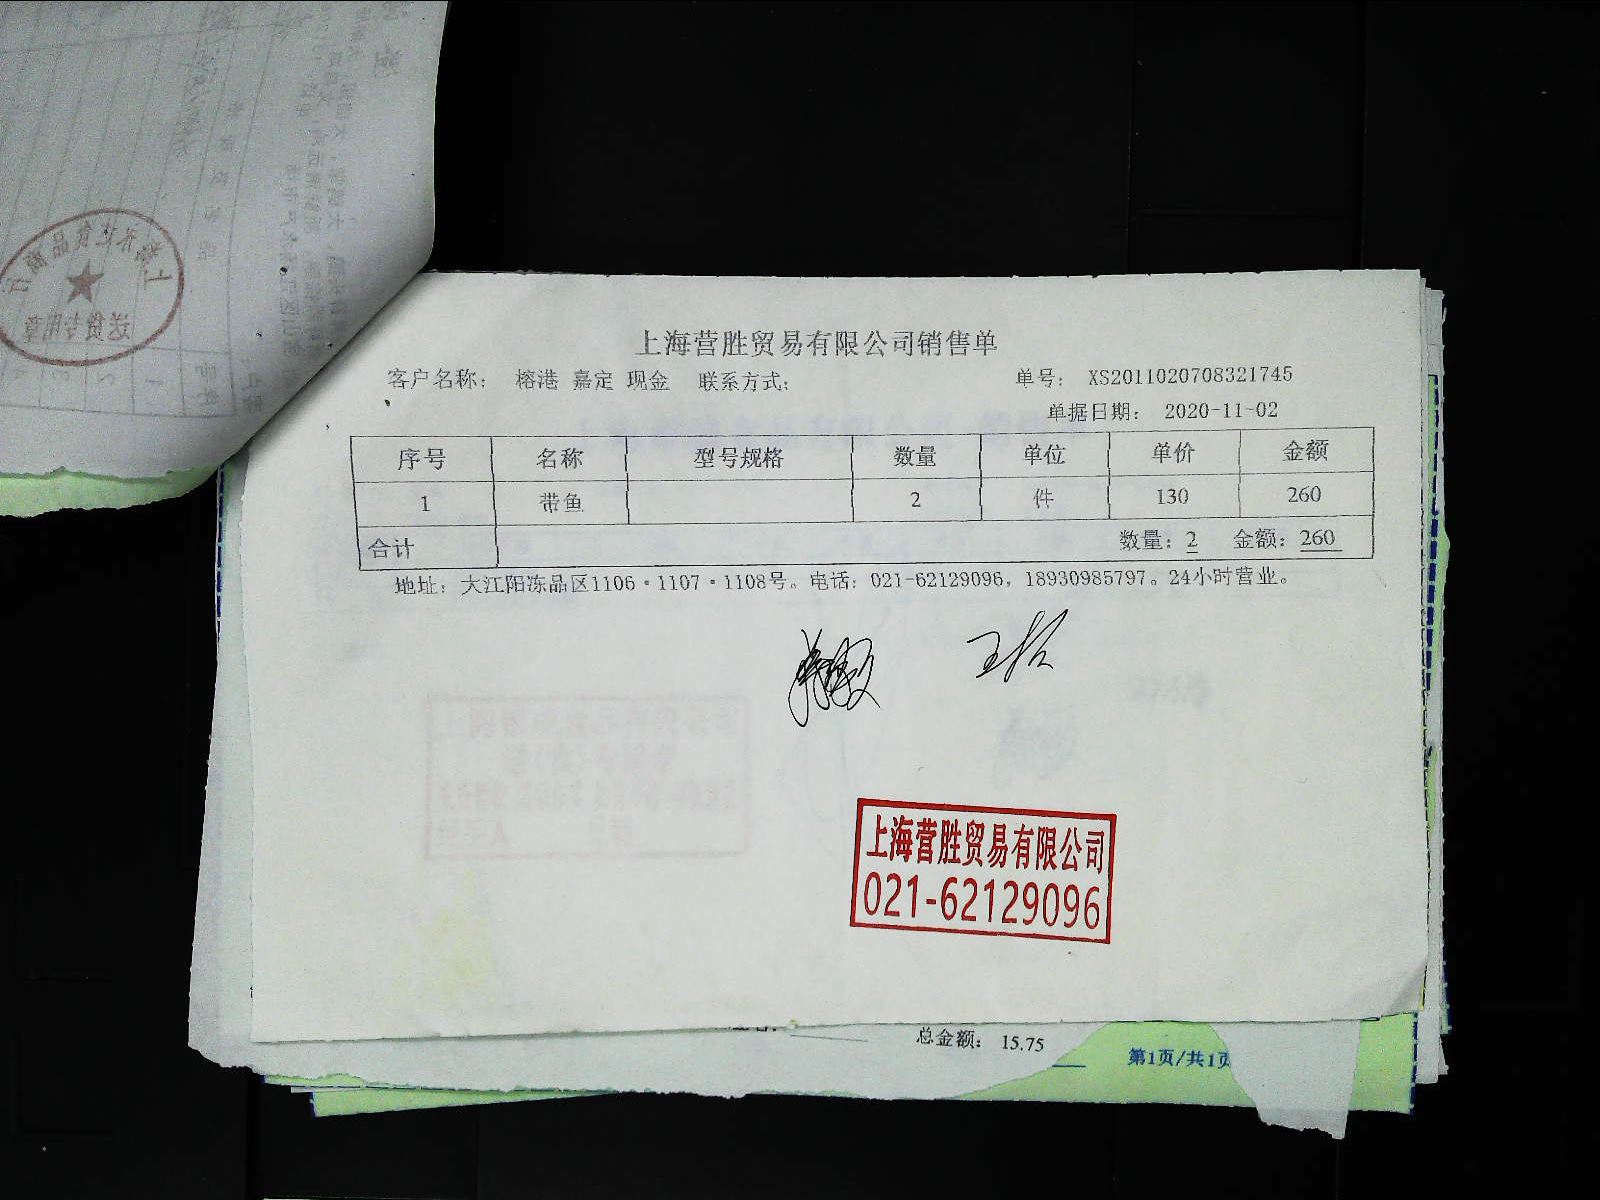 上海营胜贸易有限公司销售单
客户名称： 榕港 嘉定 现金 联系方式： 单号： XS2011020708321745
单据日期： 2020-11-02
序号 名称 型号规格 数量 单位 单价 金额
1 带鱼 2 件 130 260
合计 数量：2 金额：260
地址：大江阳冻品区1106·1107·1108号。电话：021-62129096，18930985797。24小时营业。
上海营胜贸易有限公司
021-62129096
总金额： 15.75
第1页/共1页
送货专用章